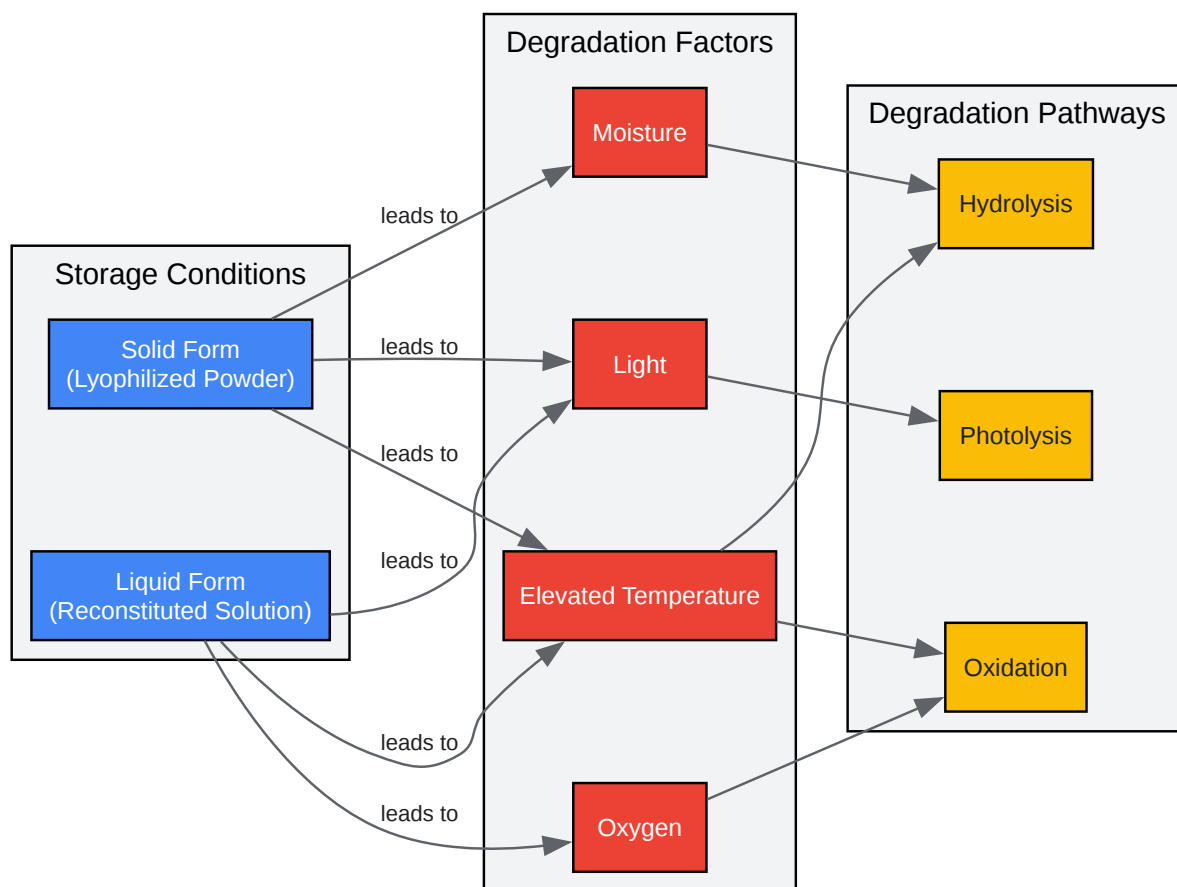 Storage Conditions
Solid Form
(Lyophilized Powder)
Liquid Form
(Reconstituted Solution)
leads to
leads to
leads to
leads to
leads to
leads to
Degradation Factors
Moisture
Light
Elevated Temperature
Oxygen
Degradation Pathways
Hydrolysis
Photolysis
Oxidation